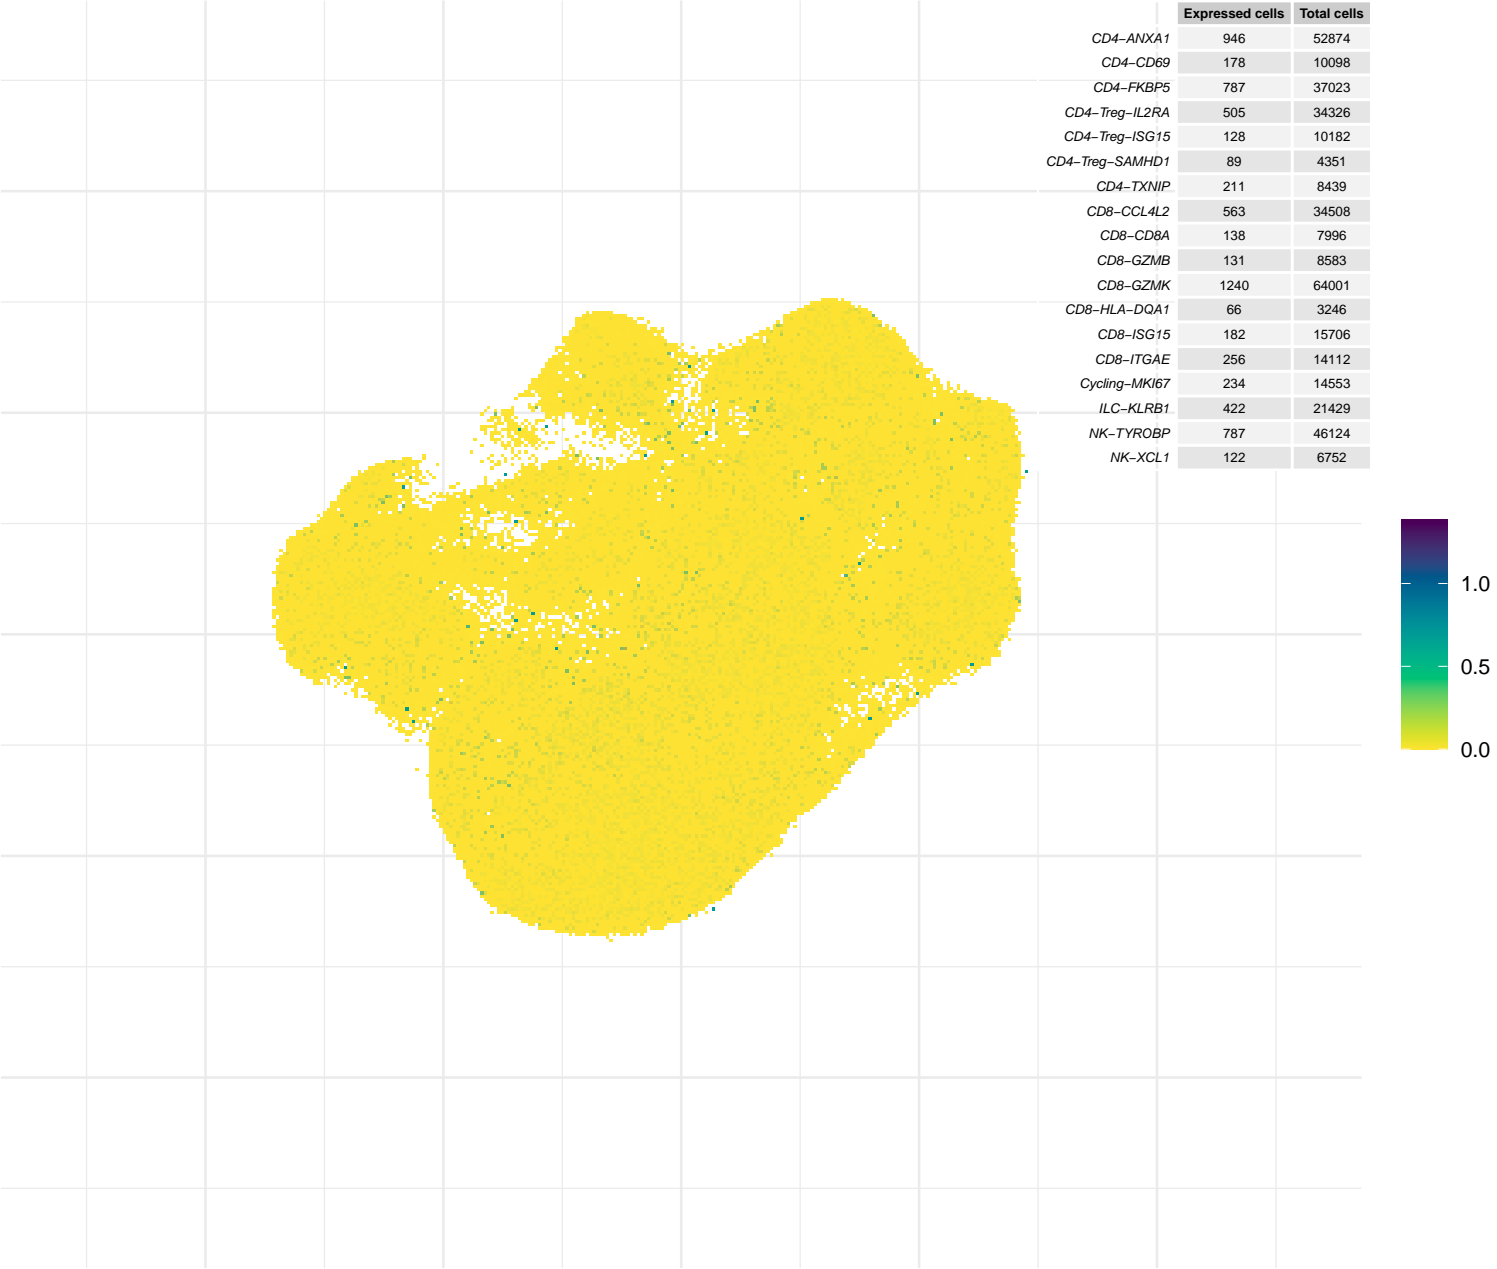 Expressed cells Total cells
CD4−ANXA1 946 52874
CD4−CD69 178 10098
CD4−FKBP5 787 37023
CD4−Treg−IL2RA 505 34326
CD4−Treg−ISG15 128 10182
CD4−Treg−SAMHD1 89 4351
CD4−TXNIP 211 8439
CD8−CCL4L2 563 34508
CD8−CD8A 138 7996
CD8−GZMB 131 8583
CD8−GZMK 1240 64001
CD8−HLA−DQA1 66 3246
CD8−ISG15 182 15706
CD8−ITGAE 256 14112
Cycling−MKI67 234 14553
ILC−KLRB1 422 21429
NK−TYROBP 787 46124
NK−XCL1 122 6752
1.0
0.5
0.0